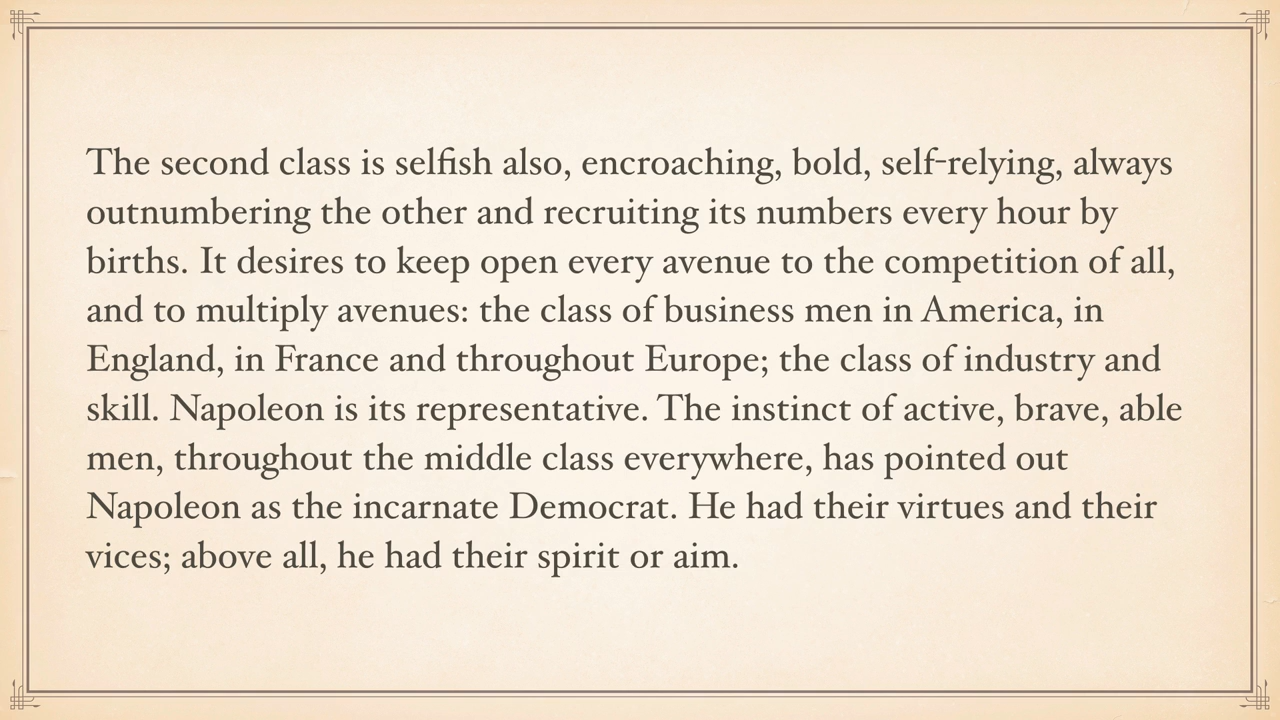 The second class is selfish also, encroaching, bold, self-relying, always
outnumbering the other and recruiting its numbers every hour by
births. It desires to keep open every avenue to the competition of all,
and to multiply avenues: the class of business men in America, in
England, in France and throughout Europe; the class of industry and
skill. Napoleon is its representative. The instinct of active, brave, able
men, throughout the middle class everywhere, has pointed out
Napoleon as the incarnate Democrat. He had their virtues and their
vices; above all, he had their spirit or aim.